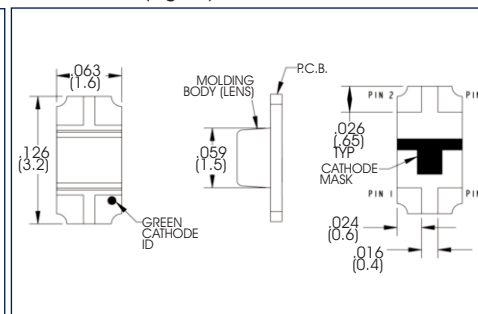 .063
(1.6)
.126
(3.2)
GREEN
CATHODE
ID
MOLDING
BODY (LENS)
P.C.B.
.059
(1.5)
PIN 2
.026
(.65)
TYP
CATHODE
MASK
PIN 1
.024
(0.6)
.016
(0.4)